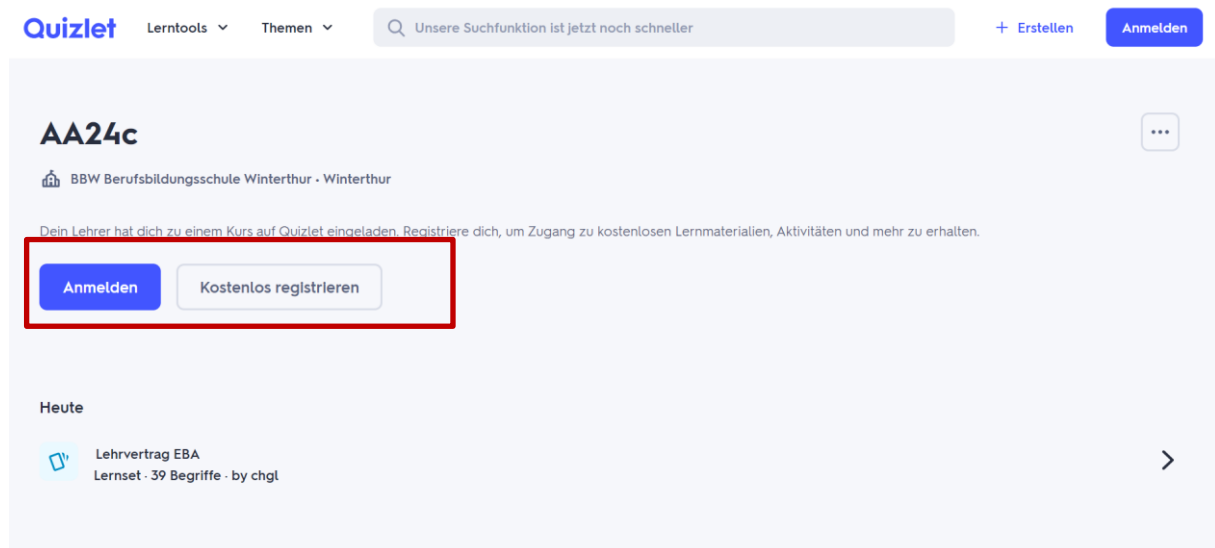 Quizlet Lerntools Themen Unsere Suchfunktion ist jetzt noch schneller + Erstellen Anmelden
AA24c
BBW Berufsbildungsschule Winterthur · Winterthur
Dein Lehrer hat dich zu einem Kurs auf Quizlet eingeladen. Registriere dich, um Zugang zu kostenlosen Lernmaterialien, Aktivitäten und mehr zu erhalten.
Anmelden Kostenlos registrieren
Heute
Lehrvertrag EBA
Lernset · 39 Begriffe · by chgl